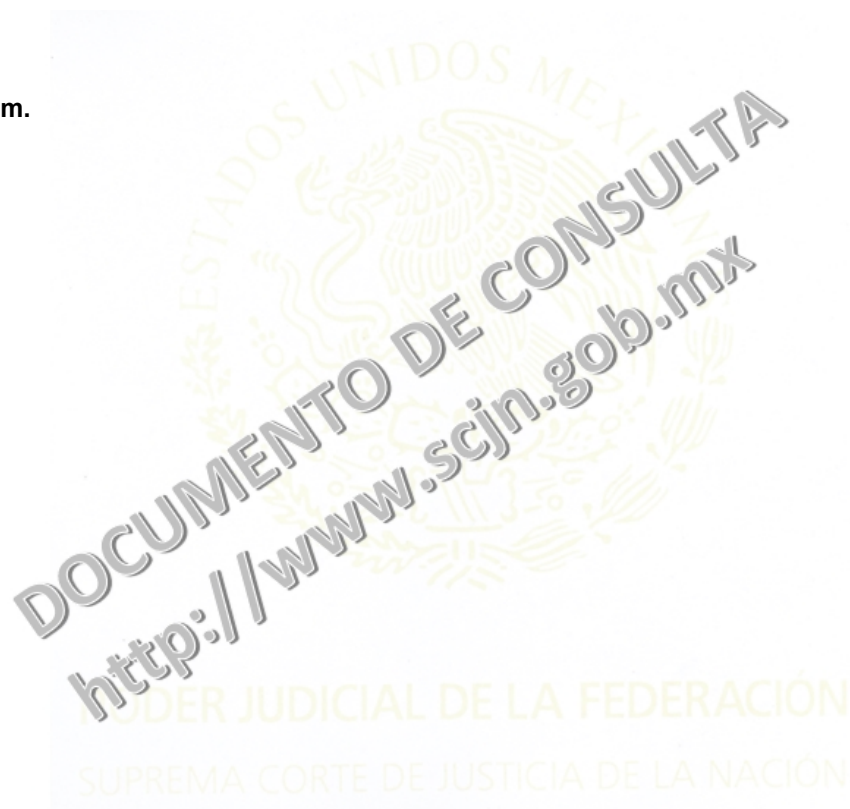 m.
ESTADOS UNIDOS MEXICANOS
DOCUMENTO DE CONSULTA
http://www.scjn.gob.mx
PODER JUDICIAL DE LA FEDERACIÓN
SUPREMA CORTE DE JUSTICIA DE LA NACIÓN